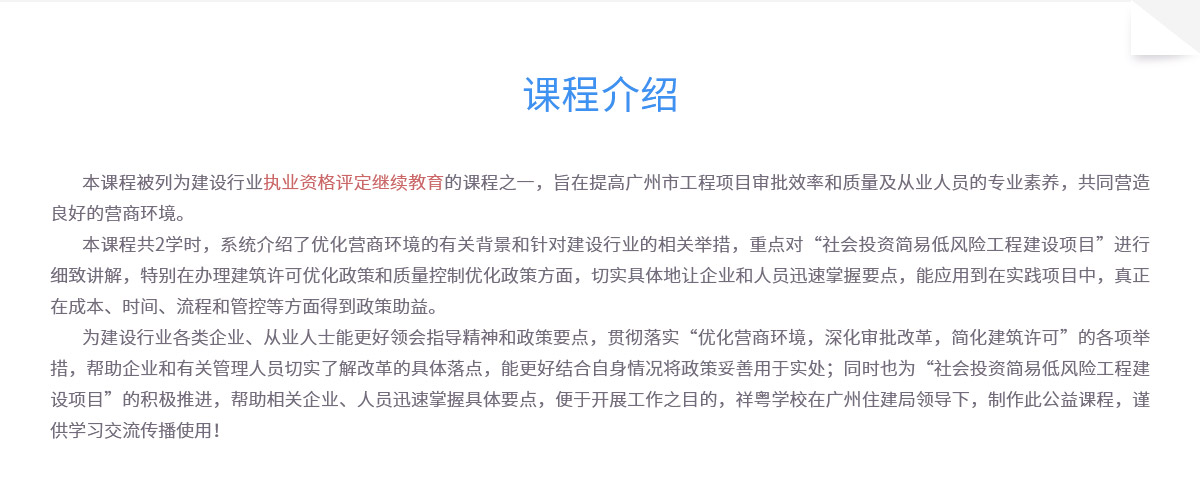 课程介绍
本课程被列为建设行业执业资格评定继续教育的课程之一，旨在提高广州市工程项目审批效率和质量及从业人员的专业素养，共同营造
良好的营商环境。
本课程共2学时，系统介绍了优化营商环境的有关背景和针对建设行业的相关举措，重点对“社会投资简易低风险工程建设项目”进行
细致讲解，特别在办理建筑许可优化政策和质量控制优化政策方面，切实具体地让企业和人员迅速掌握要点，能应用到在实践项目中，真正
在成本、时间、流程和管控等方面得到政策助益。
为建设行业各类企业、从业人士能更好领会指导精神和政策要点，贯彻落实“优化营商环境，深化审批改革，简化建筑许可”的各项举
措，帮助企业和有关管理人员切实了解改革的具体落点，能更好结合自身情况将政策妥善用于实处；同时也为“社会投资简易低风险工程建
设项目”的积极推进，帮助相关企业、人员迅速掌握具体要点，便于开展工作之目的，祥粤学校在广州住建局领导下，制作此公益课程，谨
供学习交流传播使用！